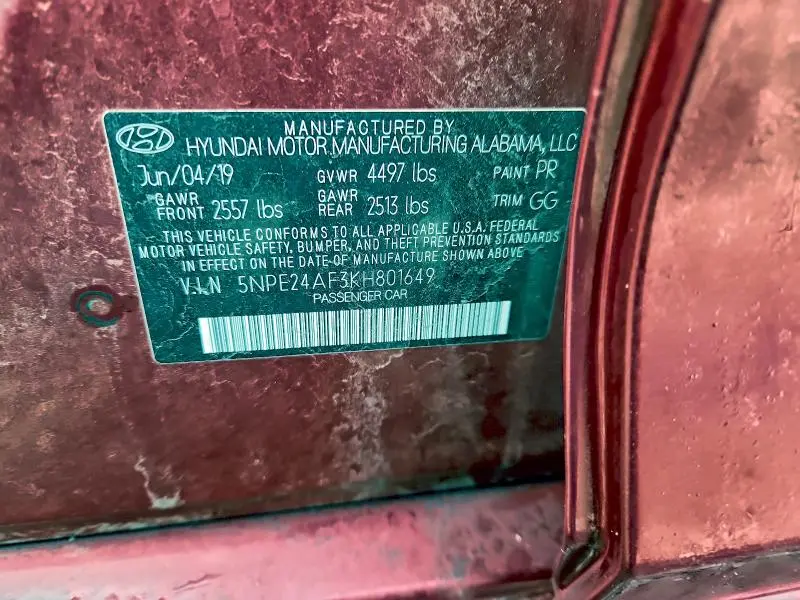 MANUFACTURED BY
HYUNDAI MOTOR MANUFACTURING ALABAMA, LLC
Jun/04/19 GVWR 4497 lbs PAINT PR
GAWR FRONT 2557 lbs GAWR REAR 2513 lbs TRIM GG
THIS VEHICLE CONFORMS TO ALL APPLICABLE U.S.A. FEDERAL
MOTOR VEHICLE SAFETY, BUMPER, AND THEFT PREVENTION STANDARDS
IN EFFECT ON THE DATE OF MANUFACTURE SHOWN ABOVE
V.I.N 5NPE24AF3KH801649
PASSENGER CAR